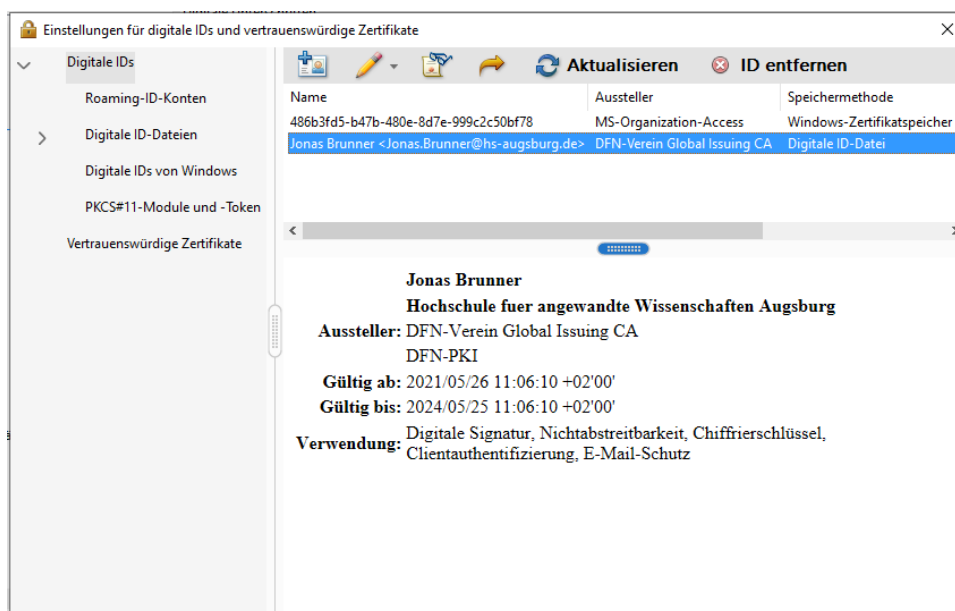 Einstellungen für digitale IDs und vertrauenswürdige Zertifikate
Digitale IDs
Roaming-ID-Konten
Digitale ID-Dateien
Digitale IDs von Windows
PKCS#11-Module und -Token
Vertrauenswürdige Zertifikate
Aktualisieren ID entfernen
Name Aussteller Speichermethode
486b3fd5-b47b-480e-8d7e-999c2c50bf78 MS-Organization-Access Windows-Zertifikatspeicher
Jonas Brunner <Jonas.Brunner@hs-augsburg.de> DFN-Verein Global Issuing CA Digitale ID-Datei
Jonas Brunner
Hochschule fuer angewandte Wissenschaften Augsburg
Aussteller: DFN-Verein Global Issuing CA
DFN-PKI
Gültig ab: 2021/05/26 11:06:10 +02'00'
Gültig bis: 2024/05/25 11:06:10 +02'00'
Verwendung: Digitale Signatur, Nichtabstreitbarkeit, Chiffrierschlüssel,
Clientauthentifizierung, E-Mail-Schutz